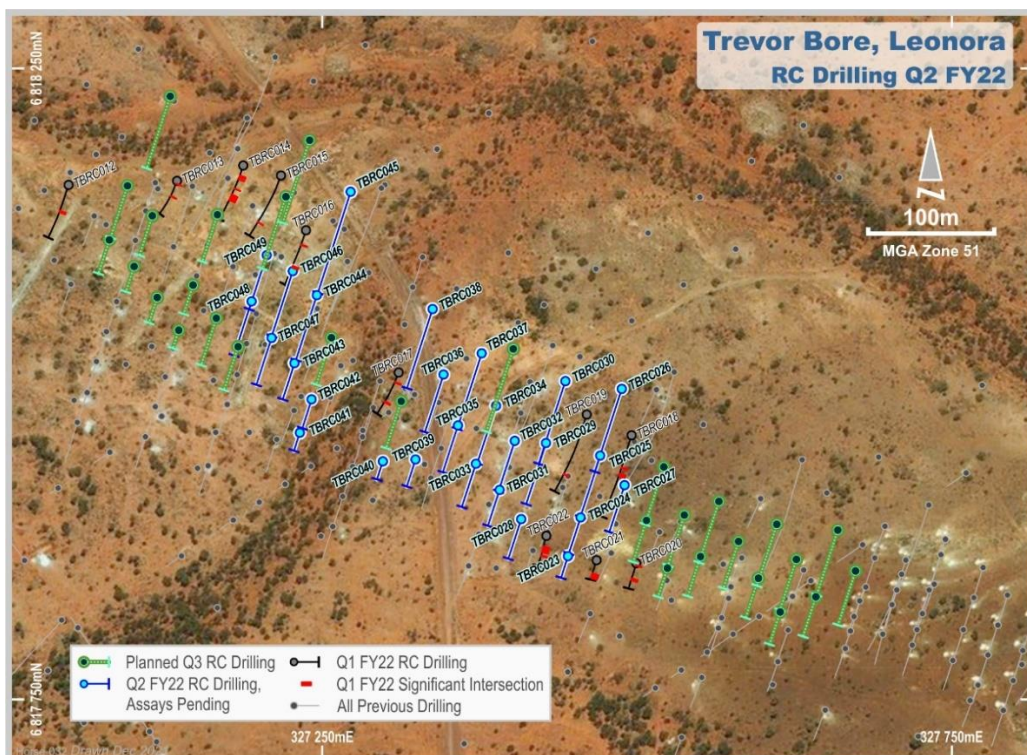 Trevor Bore, Leonora
RC Drilling Q2 FY22
6 818 250mN
100m
MGA Zone 51
TBRC012
TBRC013
TBRC014
TBRC015
TBRC045
TBRC016
TBRC049
TBRC046
TBRC044
TBRC048
TBRC038
TBRC047
TBRC037
TBRC043
TBRC036
TBRC017
TBRC030
TBRC026
TBRC042
TBRC034
TBRC019
TBRC018
TBRC041
TBRC035
TBRC032
TBRC029
TBRC025
TBRC039
TBRC040
TBRC033
TBRC031
TBRC027
TBRC024
TBRC028
TBRC022
TBRC021
TBRC020
TBRC023
Planned Q3 RC Drilling
Q2 FY22 RC Drilling,
Assays Pending
Q1 FY22 RC Drilling
Q1 FY22 Significant Intersection
All Previous Drilling
6 817 750mN
327 250mE
327 750mE